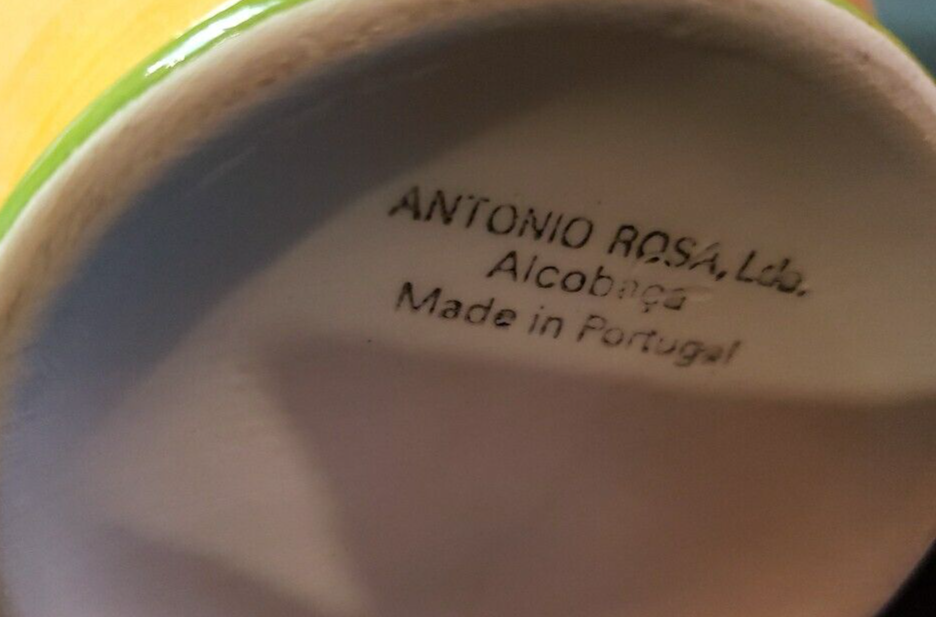 ANTONIO ROSA, Lda.
Alcobaça
Made in Portugal